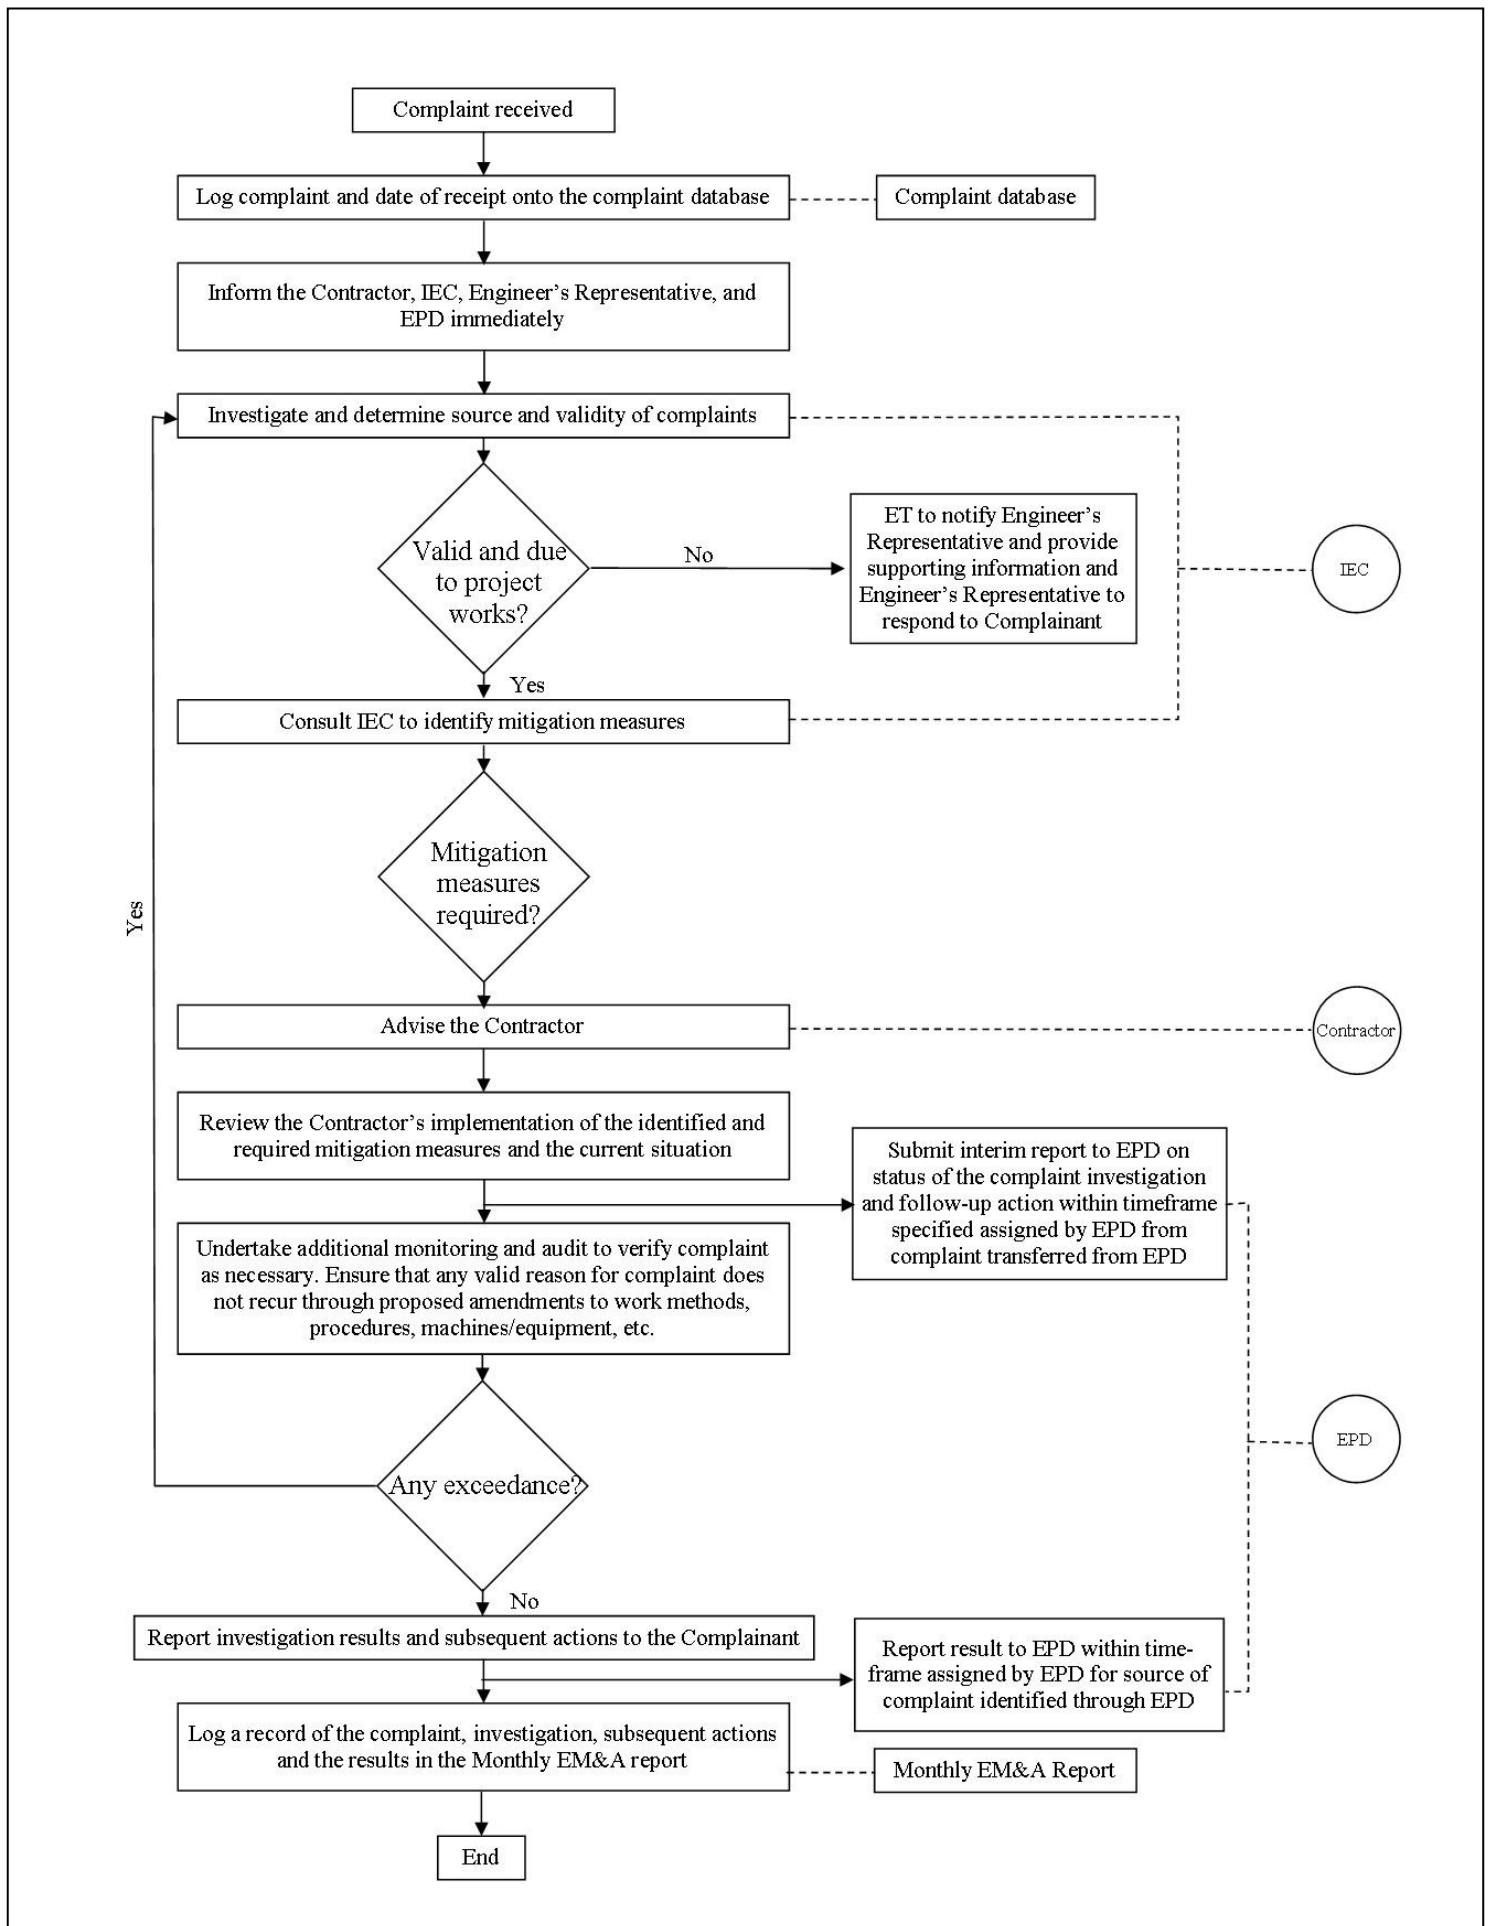 Complaint received
Log complaint and date of receipt onto the complaint database
Complaint database
Inform the Contractor, IEC, Engineer’s Representative, and
EPD immediately
Investigate and determine source and validity of complaints
Valid and due
to project
works?
No
ET to notify Engineer’s
Representative and provide
supporting information and
Engineer’s Representative to
respond to Complainant
IEC
Yes
Consult IEC to identify mitigation measures
Mitigation
measures
required?
Yes
Advise the Contractor
Contractor
Review the Contractor’s implementation of the identified and
required mitigation measures and the current situation
Submit interim report to EPD on
status of the complaint investigation
and follow-up action within timeframe
specified assigned by EPD from
complaint transferred from EPD
Undertake additional monitoring and audit to verify complaint
as necessary. Ensure that any valid reason for complaint does
not recur through proposed amendments to work methods,
procedures, machines/equipment, etc.
EPD
Any exceedance?
No
Report investigation results and subsequent actions to the Complainant
Report result to EPD within time-
frame assigned by EPD for source of
complaint identified through EPD
Log a record of the complaint, investigation, subsequent actions
and the results in the Monthly EM&A report
Monthly EM&A Report
End